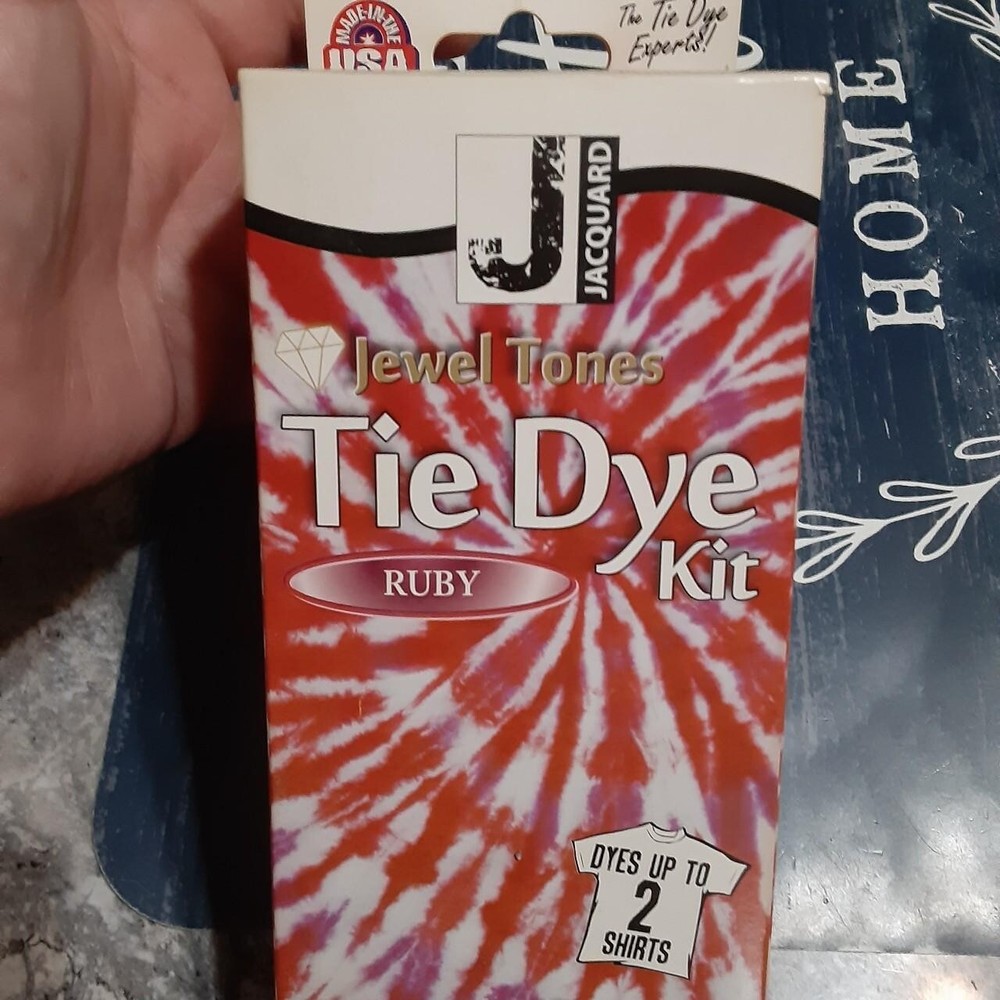 MADE-IN-THE
USA
The Tie Dye
Experts!
J
JACQUARD
Jewel Tones
Tie Dye
Kit
RUBY
DYES UP TO
2
SHIRTS
HOME